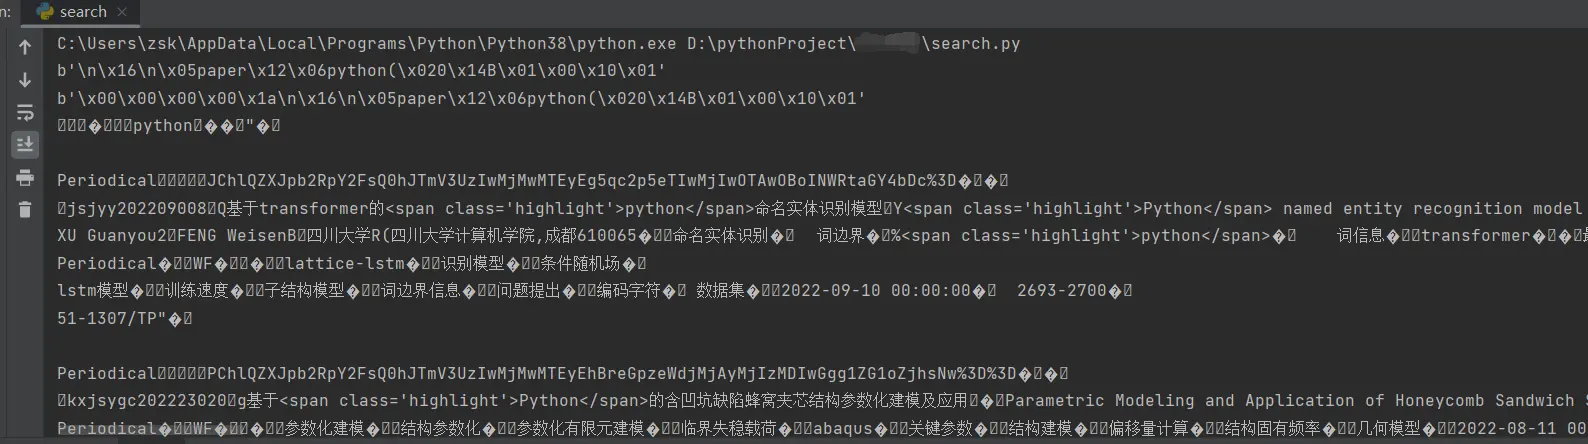 n:
search
C:\Users\zsk\AppData\Local\Programs\Python\Python38\python.exe D:\pythonProject\ \search.py
b'\n\x16\n\x05paper\x12\x06python(\x020\x14B\x01\x00\x10\x01'
b'\x00\x00\x00\x00\x1a\n\x16\n\x05paper\x12\x06python(\x020\x14B\x01\x00\x10\x01'
�python���"�
Periodical JChlQZXJpb2RpY2FsQ0hJTmV3UzIwMjMwMTEyEg5qc2p5eTIwMjIwOTAwOBoINWRtaGY4bDc%3D��
jsjyy202209008 Q基于transformer的<span class='highlight'>python</span>命名实体识别模型 Y<span class='highlight'>Python</span> named entity recognition model
XU Guanyou2 FENG WeisenB 四川大学R(四川大学计算机学院,成都610065� 命名实体识别� 词边界�%<span class='highlight'>python</span>� 词信息� transformer� �
Periodical� WF� � lattice-lstm� 识别模型� 条件随机场�
lstm模型� 训练速度� 子结构模型� 词边界信息� 问题提出� 编码字符� 数据集� 2022-09-10 00:00:00� 2693-2700�
51-1307/TP"�
Periodical PChlQZXJpb2RpY2FsQ0hJTmV3UzIwMjMwMTEyEhBreGpzeWdjMjAyMjIzMDIwGgg1ZG1oZjhsNw%3D%3D��
kxjsygc202223020 g基于<span class='highlight'>Python</span>的含凹坑缺陷蜂窝夹芯结构参数化建模及应用 �Parametric Modeling and Application of Honeycomb Sandwich S
Periodical� WF� � 参数化建模� 结构参数化� 参数化有限元建模� 临界失稳载荷� abaqus� 关键参数� 结构建模� 偏移量计算� 结构固有频率� 几何模型� 2022-08-11 00